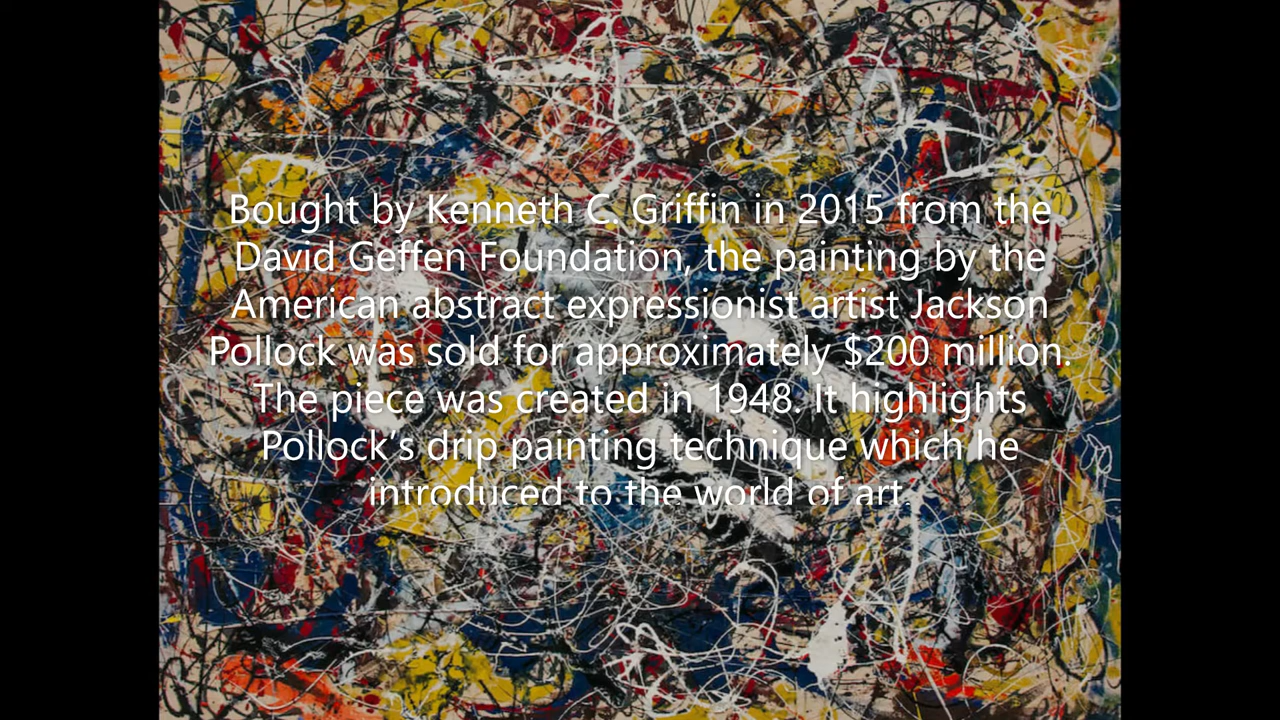 Bought by Kenneth C. Griffin in 2015 from the
David Geffen Foundation, the painting by the
American abstract expressionist artist Jackson
Pollock was sold for approximately $200 million.
The piece was created in 1948. It highlights
Pollock’s drip painting technique which he
introduced to the world of art.